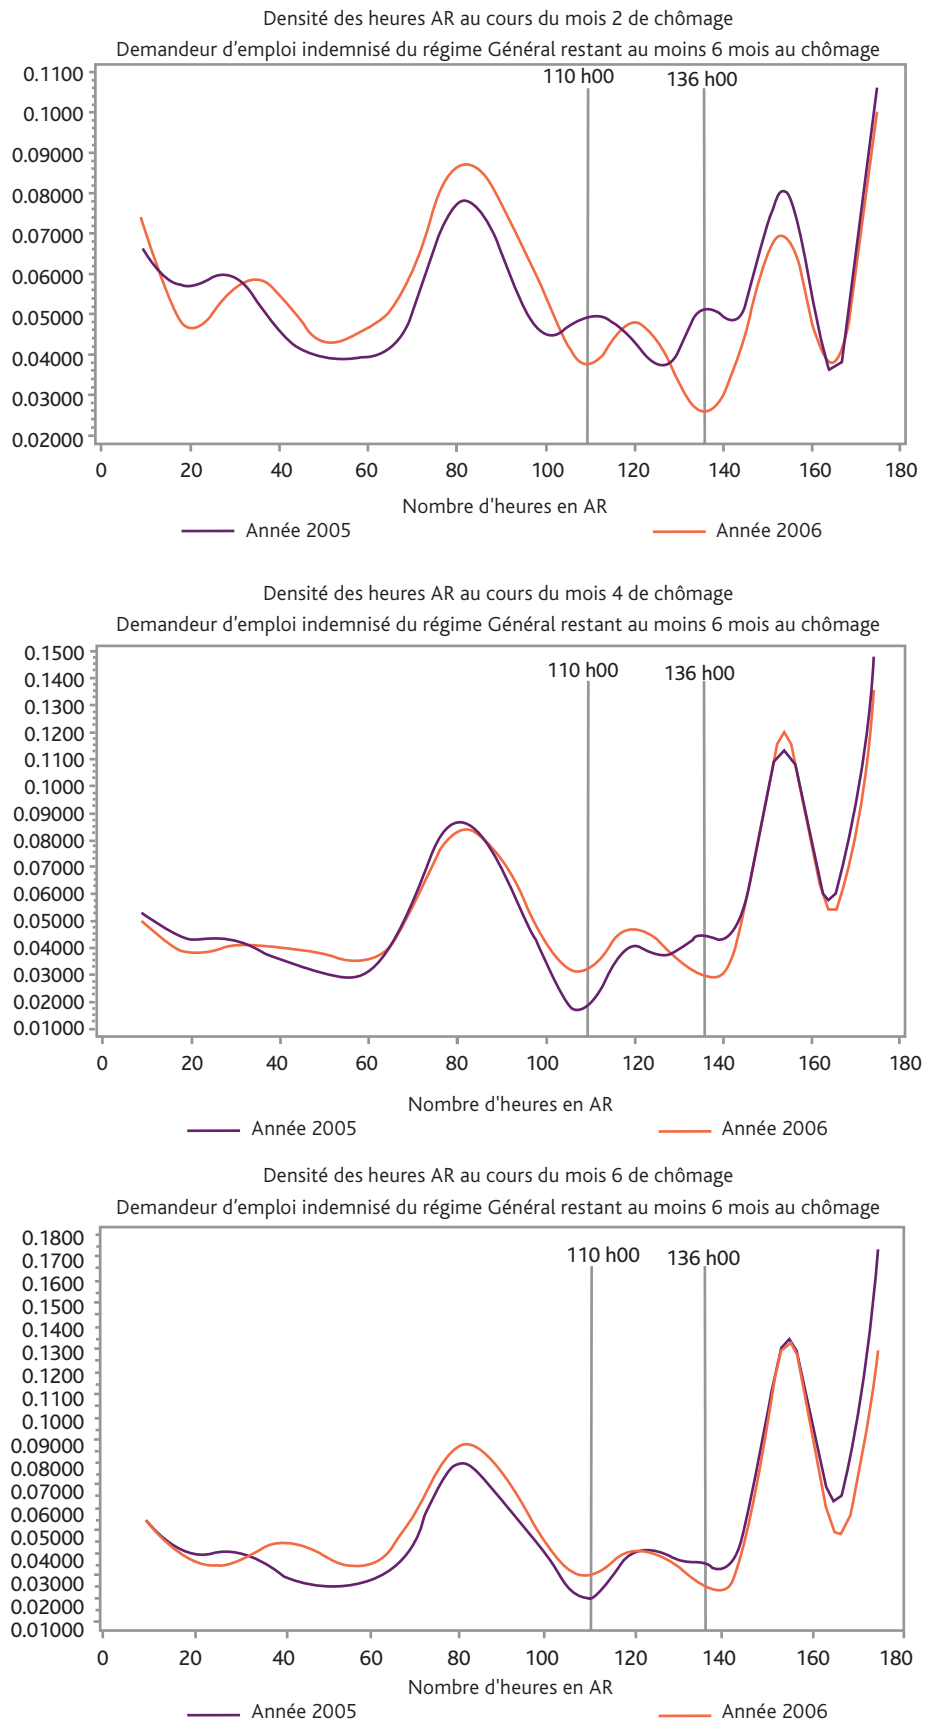 Densité des heures AR au cours du mois 2 de chômage
Demandeur d’emploi indemnisé du régime Général restant au moins 6 mois au chômage
110 h00 136 h00
0.1100
0.1000
0.09000
0.08000
0.07000
0.06000
0.05000
0.04000
0.03000
0.02000
0 20 40 60 80 100 120 140 160 180
Nombre d'heures en AR
Année 2005 Année 2006
Densité des heures AR au cours du mois 4 de chômage
Demandeur d’emploi indemnisé du régime Général restant au moins 6 mois au chômage
110 h00 136 h00
0.1500
0.1400
0.1300
0.1200
0.1100
0.1000
0.09000
0.08000
0.07000
0.06000
0.05000
0.04000
0.03000
0.02000
0.01000
0 20 40 60 80 100 120 140 160 180
Nombre d'heures en AR
Année 2005 Année 2006
Densité des heures AR au cours du mois 6 de chômage
Demandeur d’emploi indemnisé du régime Général restant au moins 6 mois au chômage
110 h00 136 h00
0.1800
0.1700
0.1600
0.1500
0.1400
0.1300
0.1200
0.1100
0.1000
0.09000
0.08000
0.07000
0.06000
0.05000
0.04000
0.03000
0.02000
0.01000
0 20 40 60 80 100 120 140 160 180
Nombre d'heures en AR
Année 2005 Année 2006